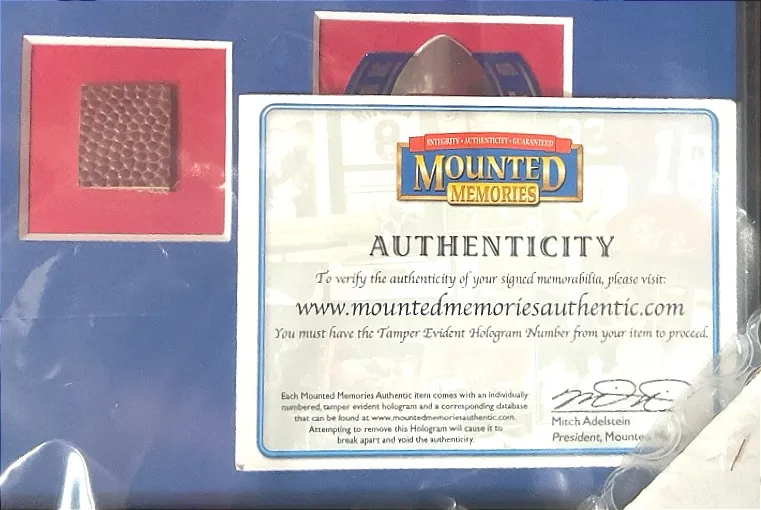 INTEGRITY • AUTHENTICITY • GUARANTEED
MOUNTED
MEMORIES
AUTHENTICITY
To verify the authenticity of your signed memorabilia, please visit:
www.mountedmemoriesauthentic.com
You must have the Tamper Evident Hologram Number from your item to proceed.
Each Mounted Memories Authentic item comes with an individually
numbered, tamper evident hologram and a corresponding database
that can be found at www.mountedmemoriesauthentic.com.
Attempting to remove this Hologram will cause it to
break apart and void the authenticity.
Mitch Adelstein
President, Mounte